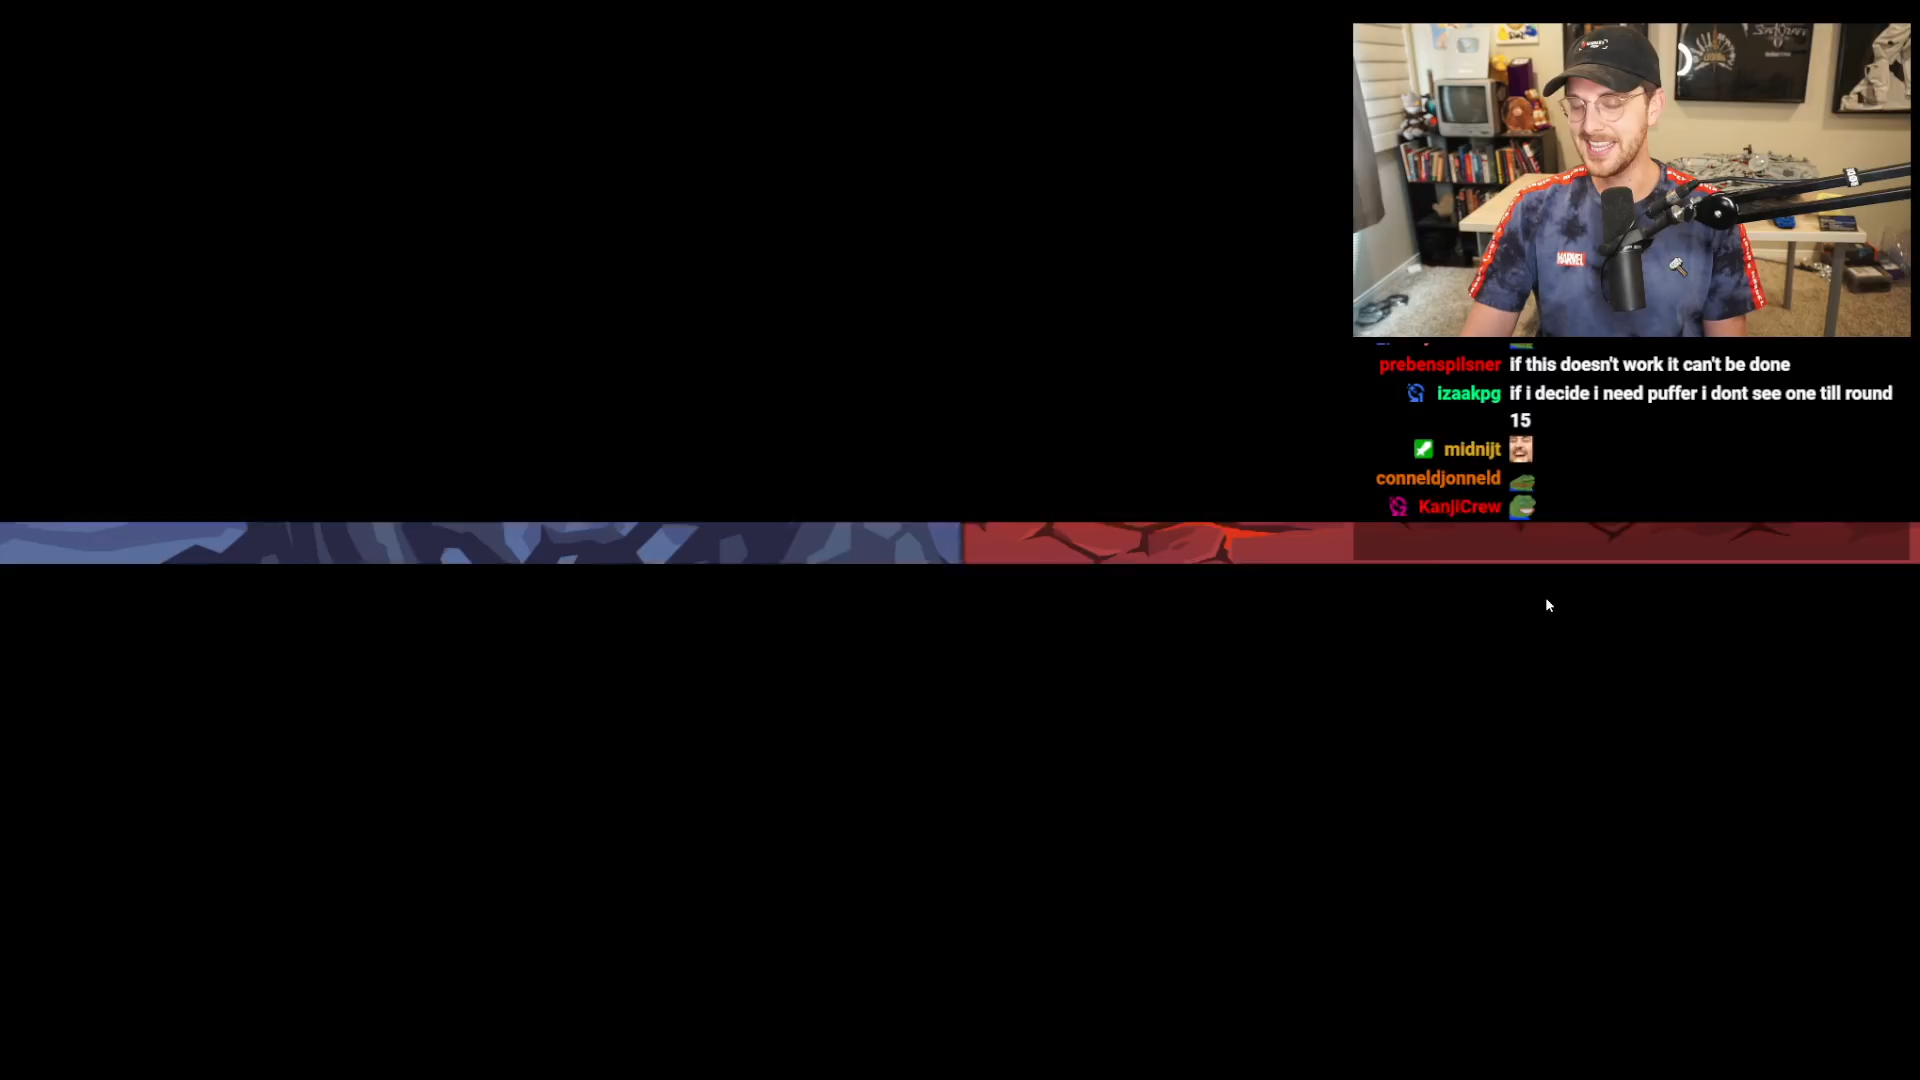 MARVEL
prebenspilsner if this doesn't work it can't be done
izaakpg if i decide i need puffer i dont see one till round
15
midnijt
conneldjonneld
KanjiCrew